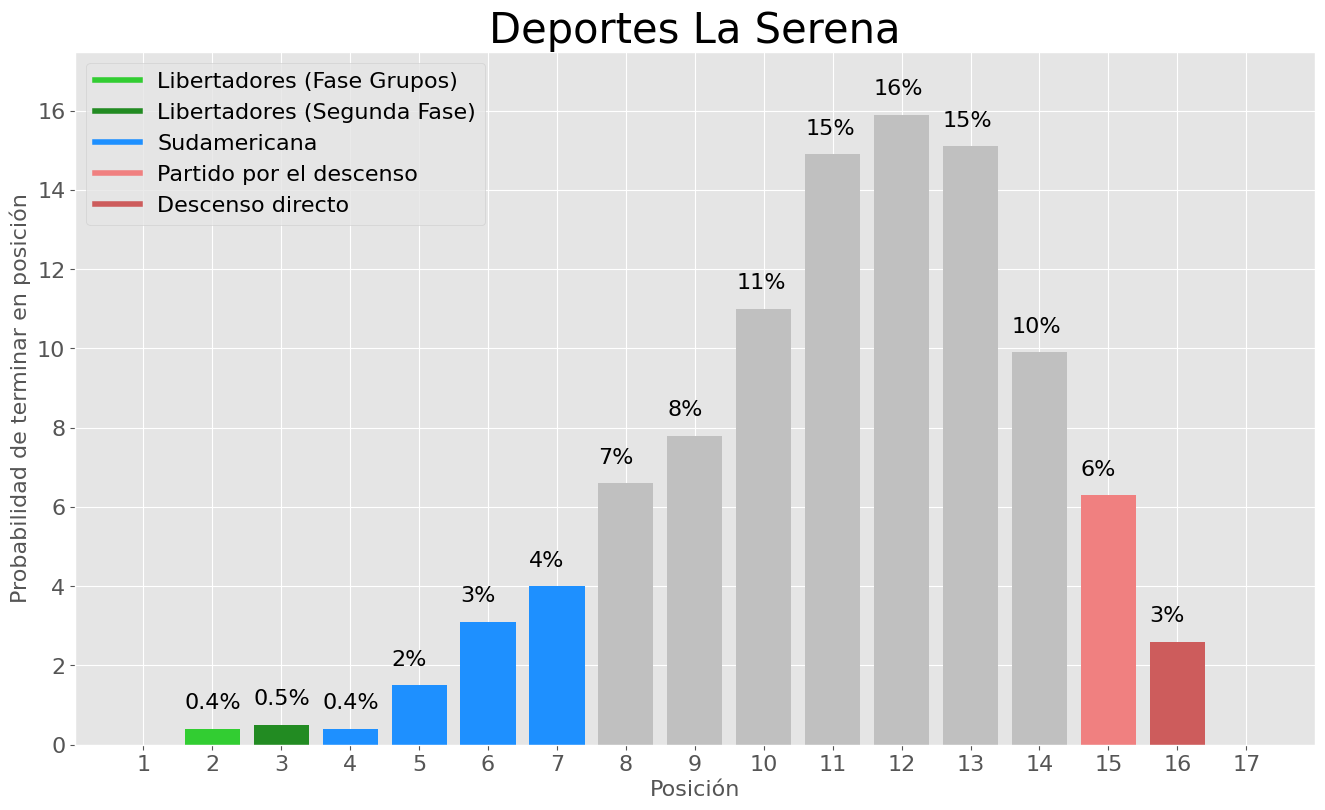 Deportes La Serena
Libertadores (Fase Grupos)
Libertadores (Segunda Fase)
Sudamericana
Partido por el descenso
Descenso directo
Probabilidad de terminar en posición
16
14
12
10
8
6
4
2
0
0.4%
0.5%
0.4%
2%
3%
4%
7%
8%
11%
15%
16%
15%
10%
6%
3%
1 2 3 4 5 6 7 8 9 10 11 12 13 14 15 16 17
Posición